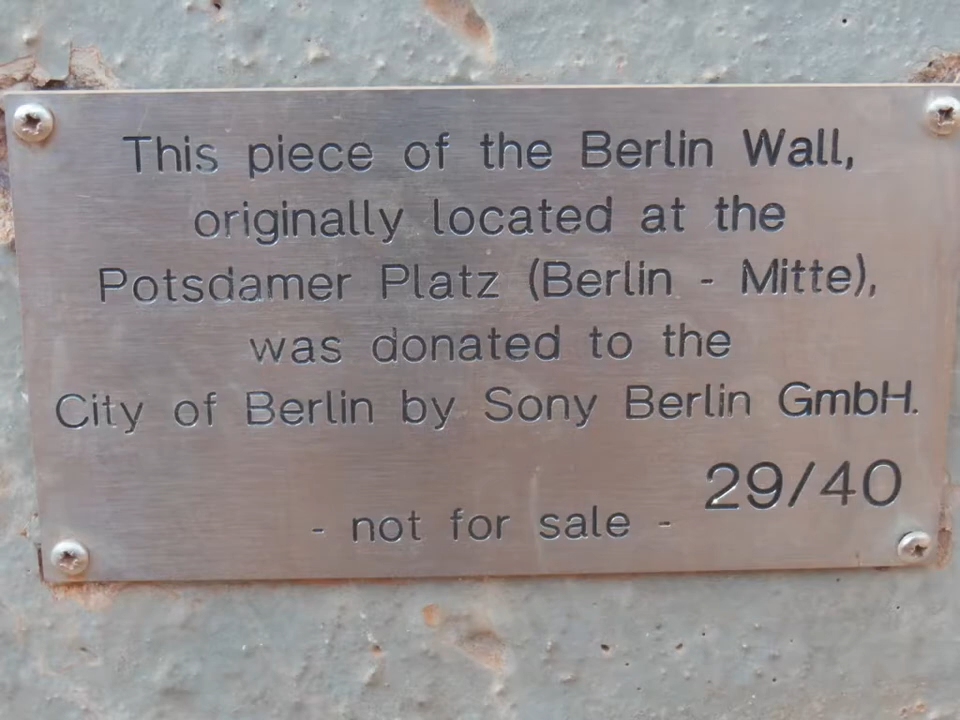 This piece of the Berlin Wall,
originally located at the
Potsdamer Platz (Berlin - Mitte),
was donated to the
City of Berlin by Sony Berlin GmbH.
29/40
- not for sale -